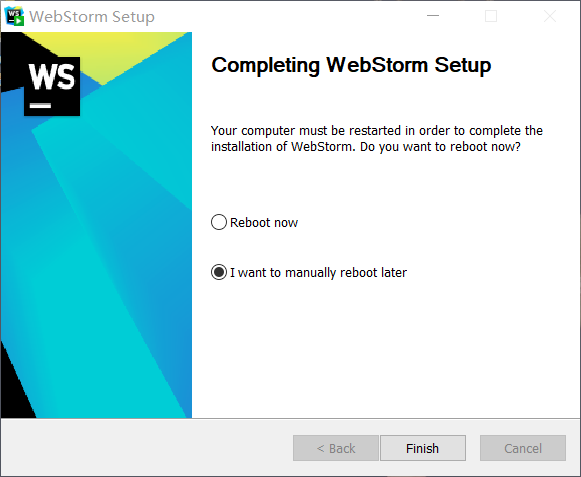 WebStorm Setup
WS
Completing WebStorm Setup
Your computer must be restarted in order to complete the
installation of WebStorm. Do you want to reboot now?
Reboot now
I want to manually reboot later
< Back
Finish
Cancel